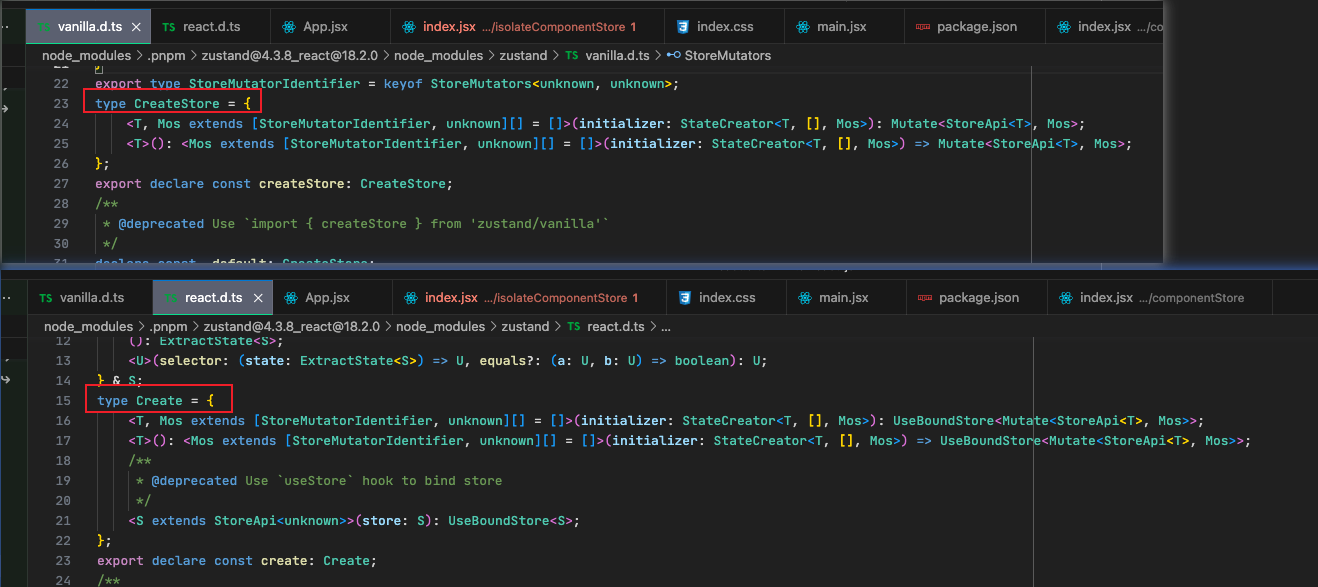 vanilla.d.ts react.d.ts App.jsx index.jsx .../isolateComponentStore 1 index.css main.jsx package.json index.jsx .../co
node_modules > .pnpm > zustand@4.3.8_react@18.2.0 > node_modules > zustand > TS vanilla.d.ts > StoreMutators
21 }
22 export type StoreMutatorIdentifier = keyof StoreMutators<unknown, unknown>;
23 type CreateStore = {
24 <T, Mos extends [StoreMutatorIdentifier, unknown][] = []>(initializer: StateCreator<T, [], Mos>): Mutate<StoreApi<T>, Mos>;
25 <T>(): <Mos extends [StoreMutatorIdentifier, unknown][] = []>(initializer: StateCreator<T, [], Mos>) => Mutate<StoreApi<T>, Mos>;
26 };
27 export declare const createStore: CreateStore;
28 /**
29 * @deprecated Use `import { createStore } from 'zustand/vanilla'`
30 */
31 declare const _default: CreateStore;
TS vanilla.d.ts TS react.d.ts App.jsx index.jsx .../isolateComponentStore 1 index.css main.jsx package.json index.jsx .../componentStore
node_modules > .pnpm > zustand@4.3.8_react@18.2.0 > node_modules > zustand > TS react.d.ts > ...
12 (): ExtractState<S>;
13 <U>(selector: (state: ExtractState<S>) => U, equals?: (a: U, b: U) => boolean): U;
14 } & S;
15 type Create = {
16 <T, Mos extends [StoreMutatorIdentifier, unknown][] = []>(initializer: StateCreator<T, [], Mos>): UseBoundStore<Mutate<StoreApi<T>, Mos>>;
17 <T>(): <Mos extends [StoreMutatorIdentifier, unknown][] = []>(initializer: StateCreator<T, [], Mos>) => UseBoundStore<Mutate<StoreApi<T>, Mos>>;
18 /**
19 * @deprecated Use `useStore` hook to bind store
20 */
21 <S extends StoreApi<unknown>>(store: S): UseBoundStore<S>;
22 };
23 export declare const create: Create;
24 /**